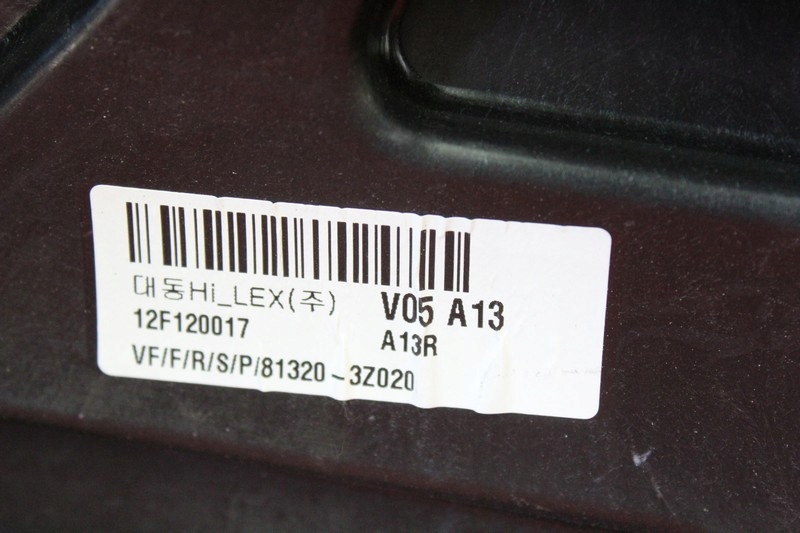 대동Hi_LEX(주)
V05 A13
12F120017
A13R
VF/F/R/S/P/81320-3Z020